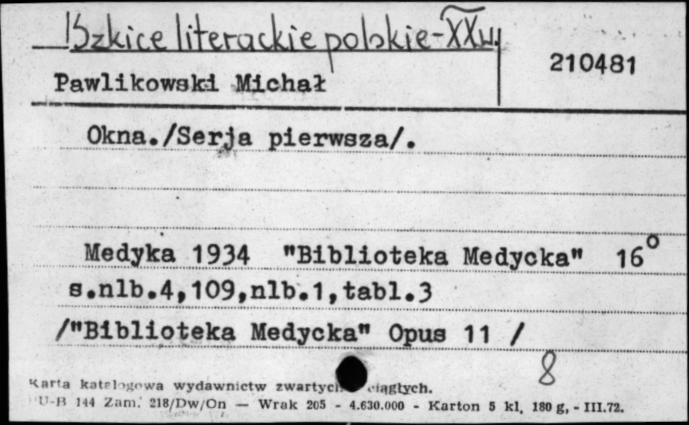 1) Szkice literackie polskie - XX w.
210481
Pawlikowski Michał
Okna./Serja pierwsza/.
Medyka 1934 "Biblioteka Medycka" 16°
s.nlb.4,109,nlb.1,tabl.3
/"Biblioteka Medycka" Opus 11 /
8
Karta katalogowa wydawnictw zwartych ciągłych.
U-B 144 Zam. 218/Dw/On — Wrak 205 - 4.630.000 - Karton 5 kl. 180 g, - III.72.